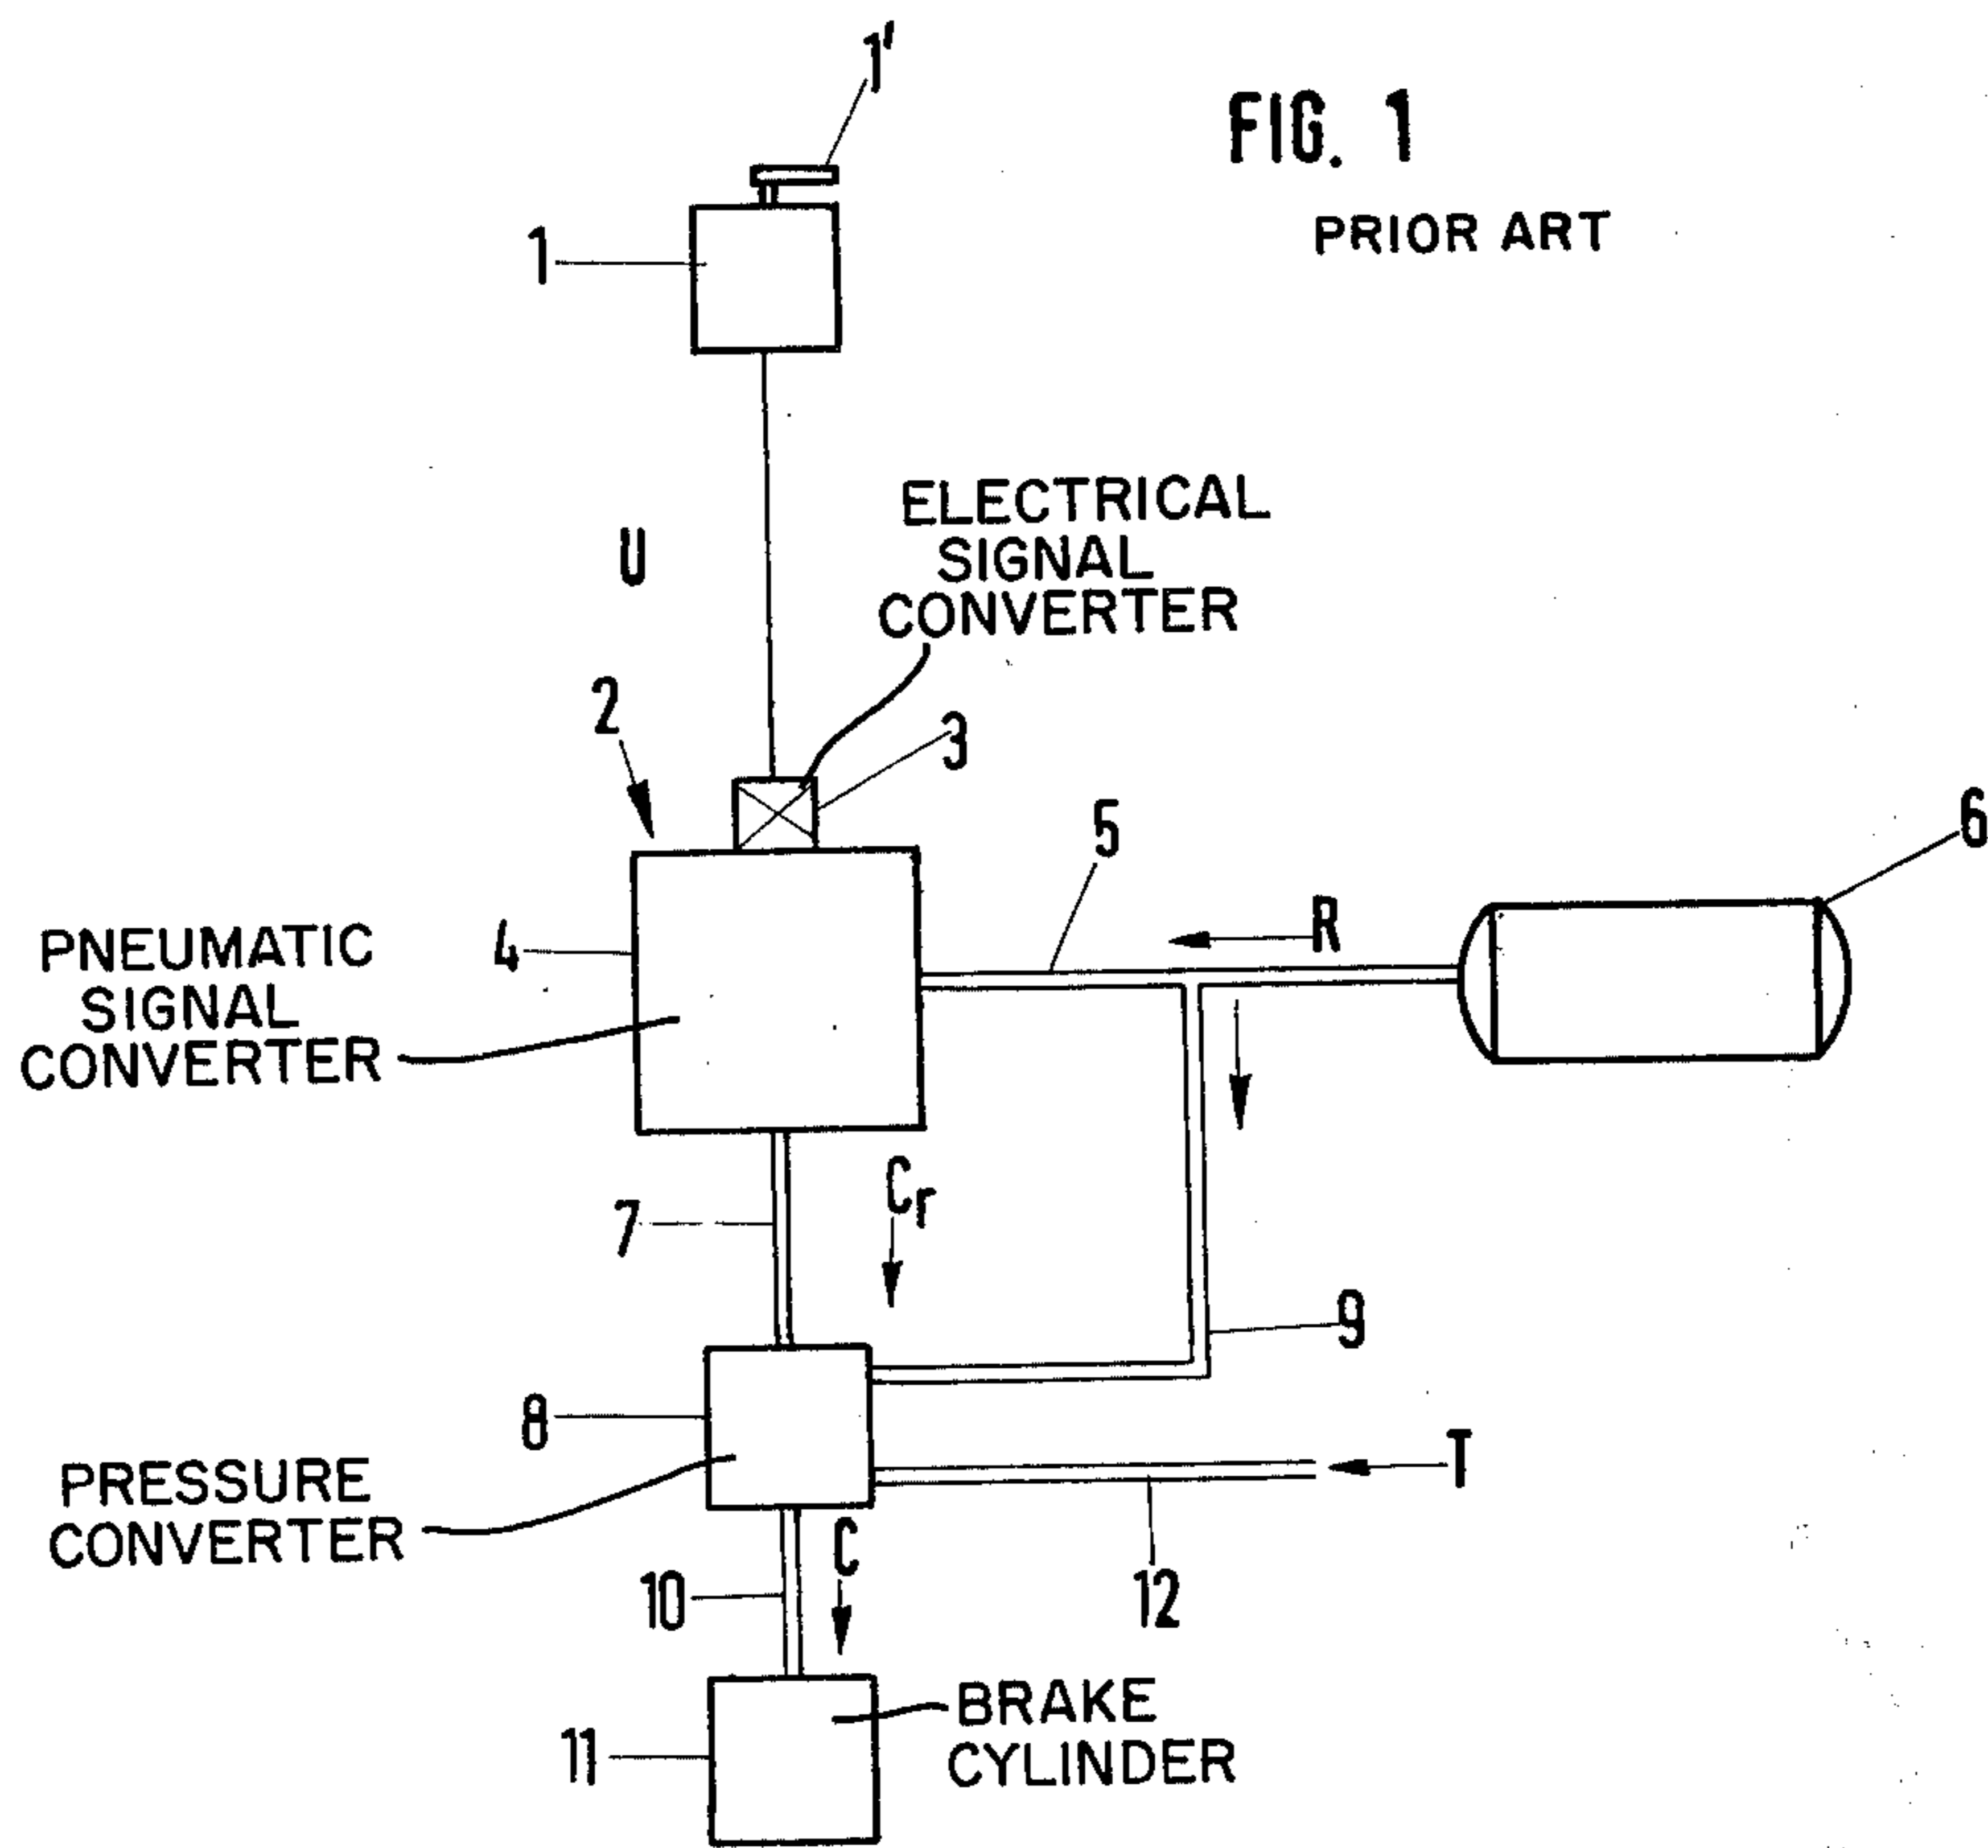 1'
FIG. 1
PRIOR ART
1
U
ELECTRICAL
SIGNAL
CONVERTER
2
3
5
6
R
4
PNEUMATIC
SIGNAL
CONVERTER
7
Cr
9
8
T
PRESSURE
CONVERTER
C
10
12
11
BRAKE
CYLINDER